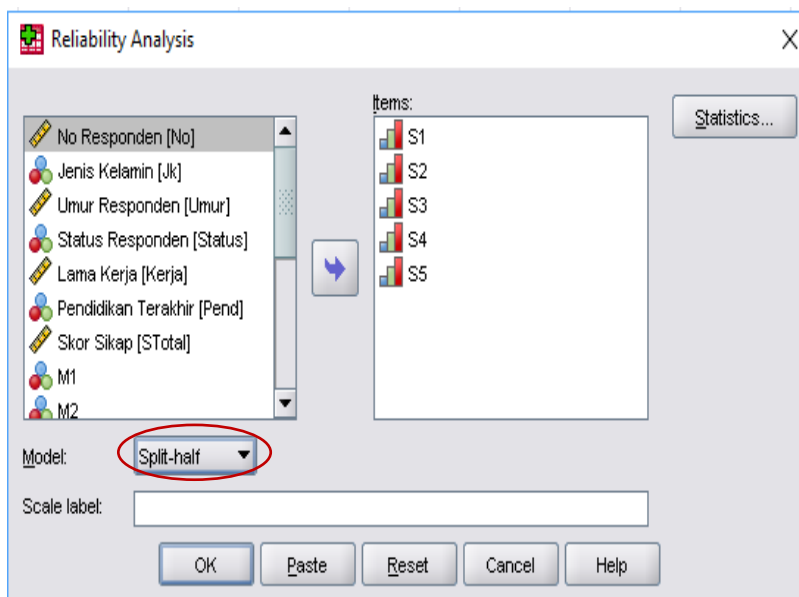 Reliability Analysis
Items:
Statistics...
No Responden [No]
Jenis Kelamin [Jk]
Umur Responden [Umur]
Status Responden [Status]
Lama Kerja [Kerja]
Pendidikan Terakhir [Pend]
Skor Sikap [STotal]
M1
M2
S1
S2
S3
S4
S5
Model:
Split-half
Scale label:
OK
Paste
Reset
Cancel
Help